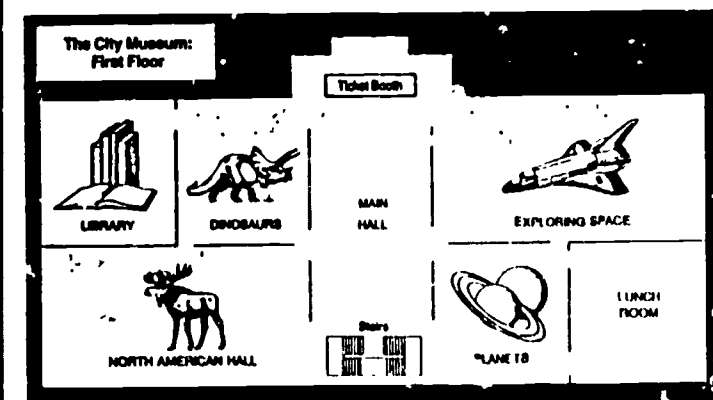 The City Museum:
First Floor
Ticket Booth
LIBRARY
DINOSAURS
MAIN
HALL
EXPLORING SPACE
NORTH AMERICAN HALL
Stairs
PLANETS
LUNCH
ROOM